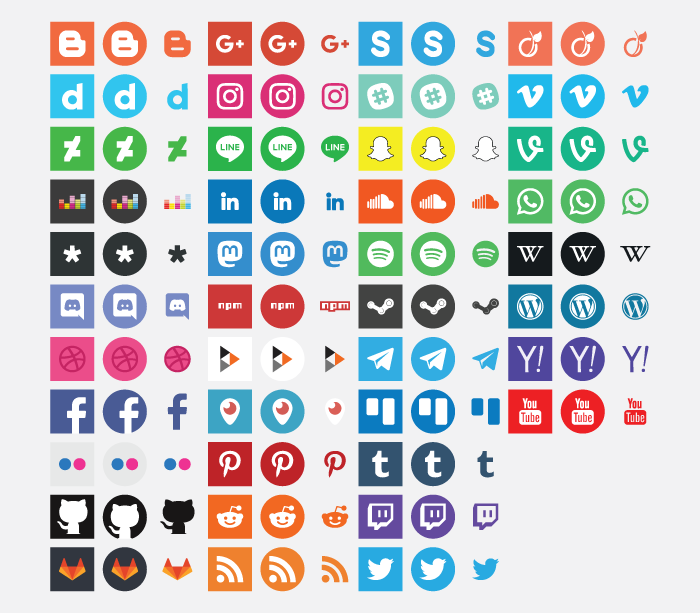 B B B G+ G+ G+ S S S
d d d v v v
LINE LINE LINE
in in in
m m m W W W
npm npm npm W W W
Y! Y! Y!
f f f You Tube You Tube You Tube
P P P t t t